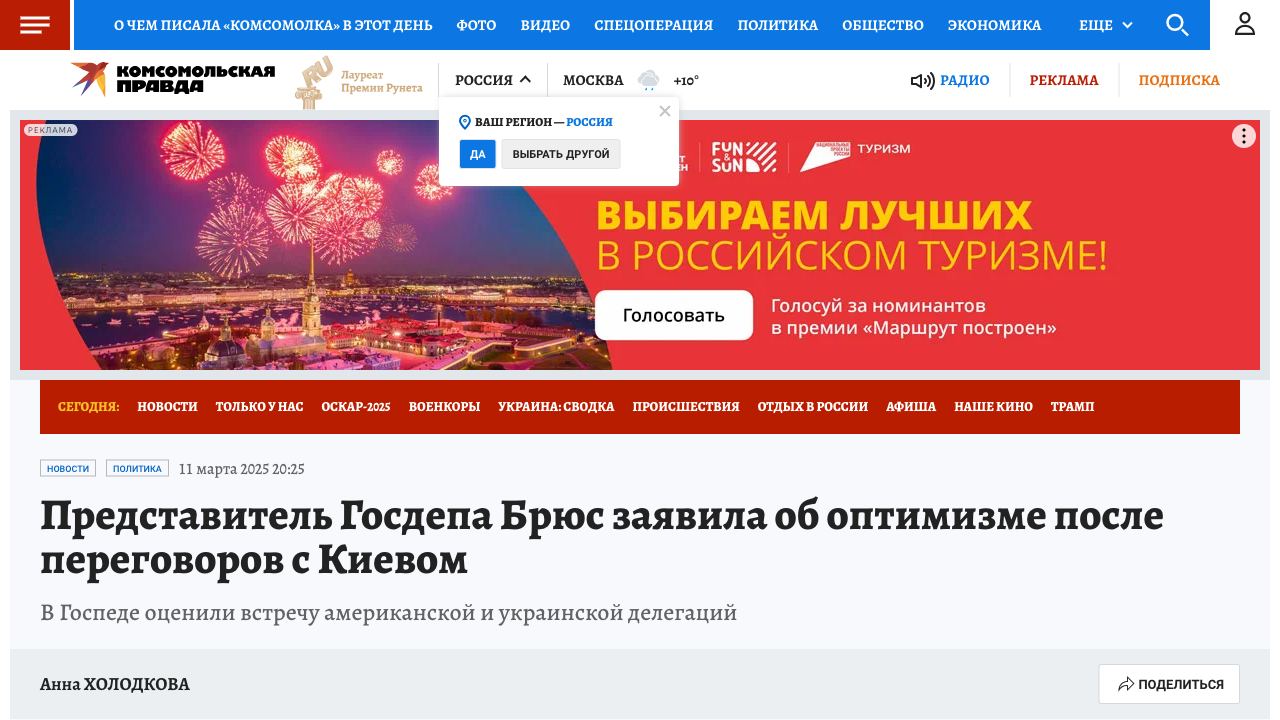 О ЧЕМ ПИСАЛА «КОМСОМОЛКА» В ЭТОТ ДЕНЬ ФОТО ВИДЕО СПЕЦОПЕРАЦИЯ ПОЛИТИКА ОБЩЕСТВО ЭКОНОМИКА ЕЩЕ
КОМСОМОЛЬСКАЯ
ПРАВДА
RU
Лауреат
Премии Рунета
РОССИЯ МОСКВА +10° РАДИО РЕКЛАМА ПОДПИСКА
ВАШ РЕГИОН — РОССИЯ
ДА ВЫБРАТЬ ДРУГОЙ
РЕКЛАМА
FUN & SUN
НАЦИОНАЛЬНЫЕ
ПРОЕКТЫ
РОССИИ
ТУРИЗМ
ВЫБИРАЕМ ЛУЧШИХ
В РОССИЙСКОМ ТУРИЗМЕ!
Голосовать
Голосуй за номинантов
в премии «Маршрут построен»
СЕГОДНЯ: НОВОСТИ ТОЛЬКО У НАС ОСКАР-2025 ВОЕНКОРЫ УКРАИНА: СВОДКА ПРОИСШЕСТВИЯ ОТДЫХ В РОССИИ АФИША НАШЕ КИНО ТРАМП
НОВОСТИ ПОЛИТИКА 11 марта 2025 20:25
Представитель Госдепа Брюс заявила об оптимизме после
переговоров с Киевом
В Госпеде оценили встречу американской и украинской делегаций
Анна ХОЛОДКОВА
ПОДЕЛИТЬСЯ